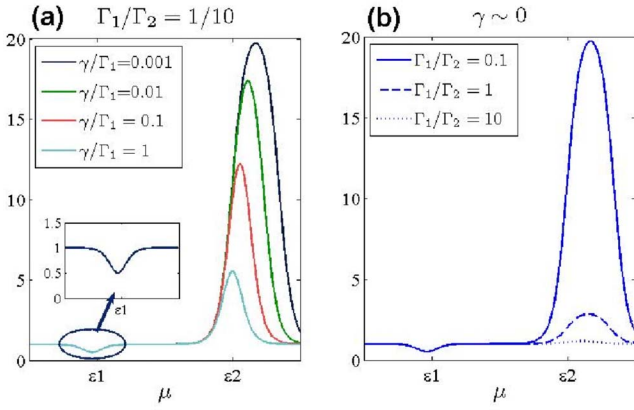 (a)
Γ₁/Γ₂ = 1/10
20
15
10
5
0
γ/Γ₁=0.001
γ/Γ₁=0.01
γ/Γ₁ = 0.1
γ/Γ₁ = 1
1.5
1
0.5
0
ε1
ε1
ε2
μ
(b)
γ ∼ 0
20
15
10
5
0
Γ₁/Γ₂ = 0.1
Γ₁/Γ₂ = 1
Γ₁/Γ₂ = 10
ε1
ε2
μ